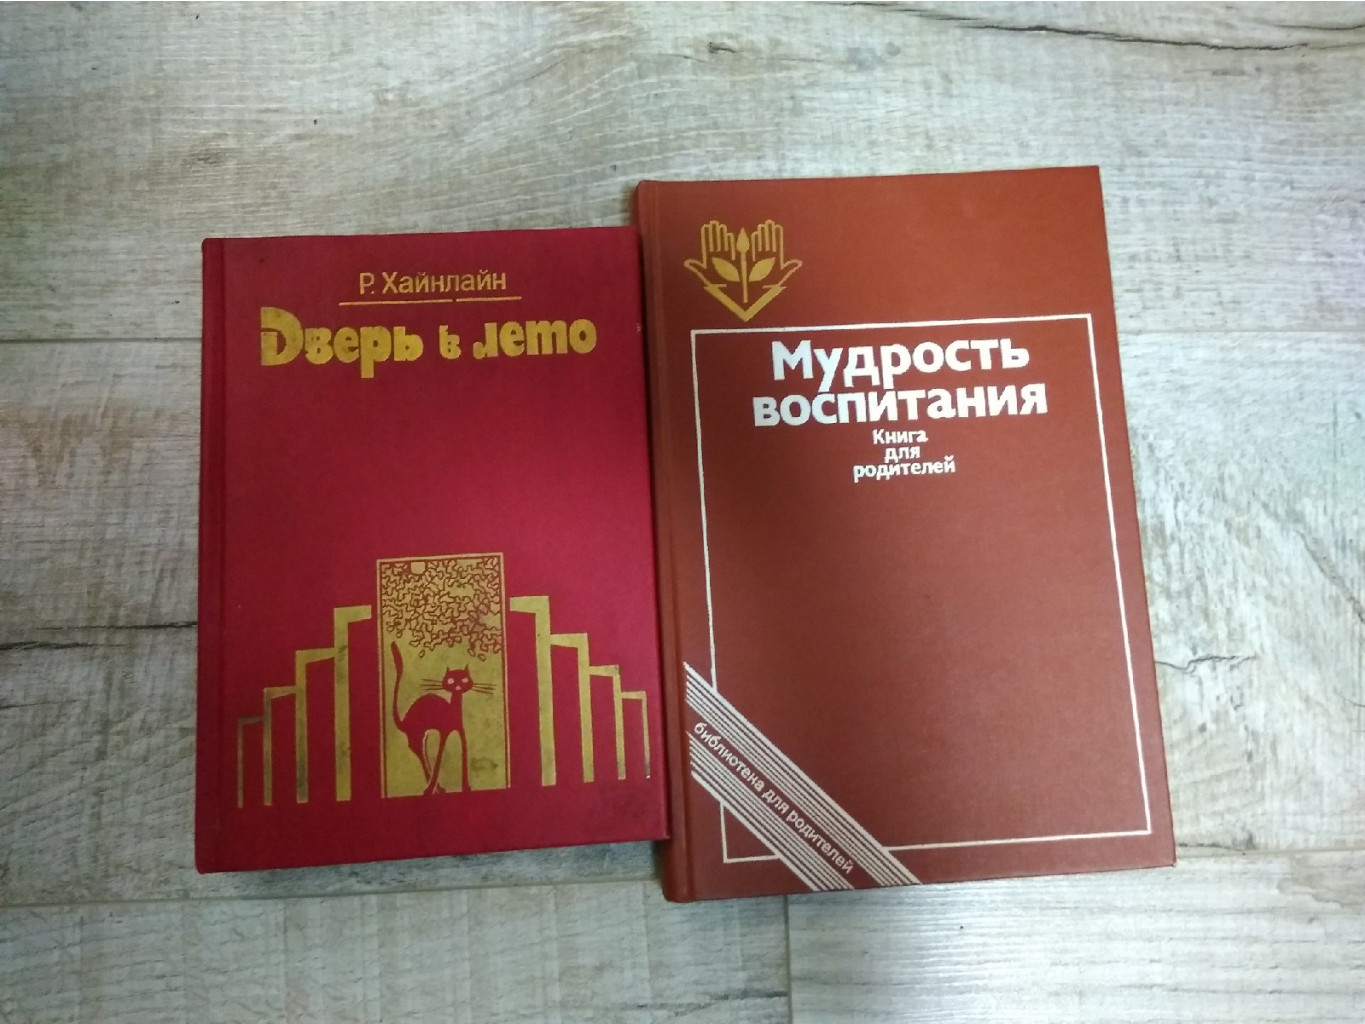 Р. Хайнлайн
Дверь в лето
Мудрость
воспитания
Книга
для
родителей
библиотека для родителей